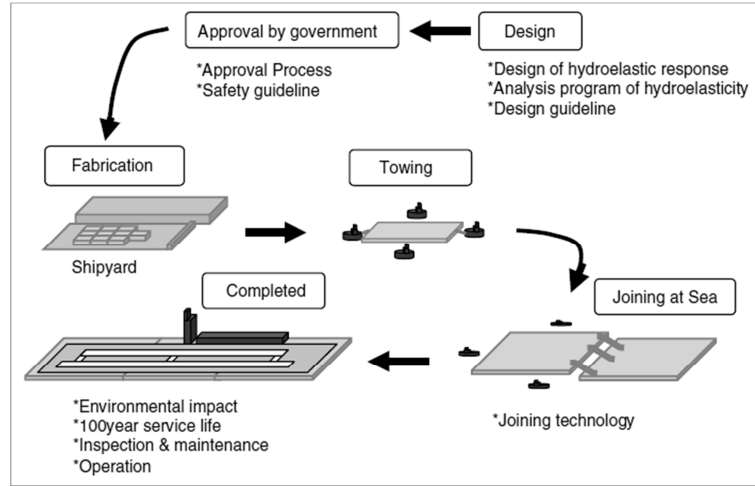 Approval by government
Design
*Approval Process
*Safety guideline
*Design of hydroelastic response
*Analysis program of hydroelasticity
*Design guideline
Fabrication
Towing
Shipyard
Completed
Joining at Sea
*Environmental impact
*100year service life
*Inspection & maintenance
*Operation
*Joining technology